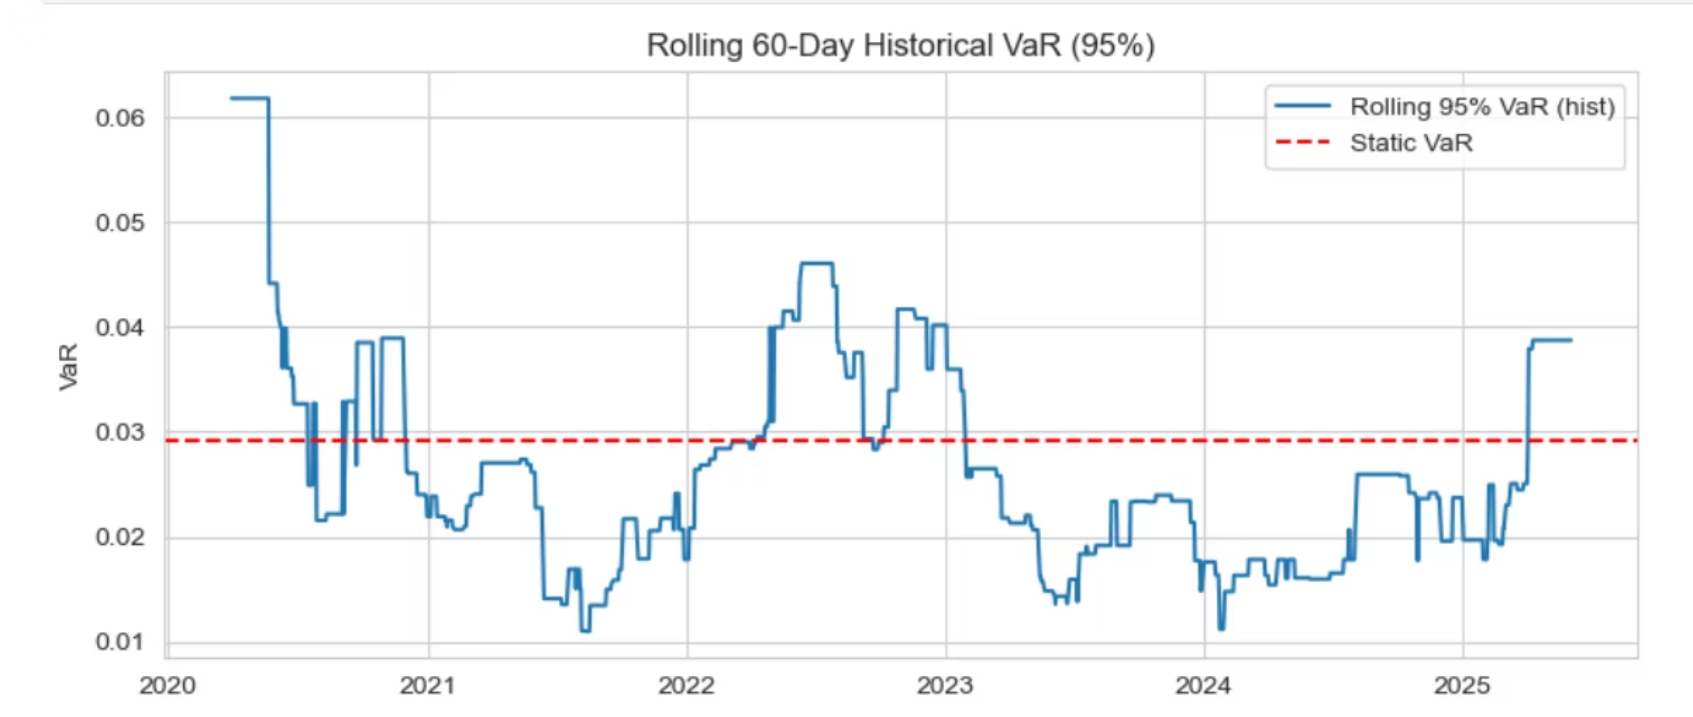 Rolling 60-Day Historical VaR (95%)
Rolling 95% VaR (hist)
Static VaR
VaR
0.06
0.05
0.04
0.03
0.02
0.01
2020 2021 2022 2023 2024 2025